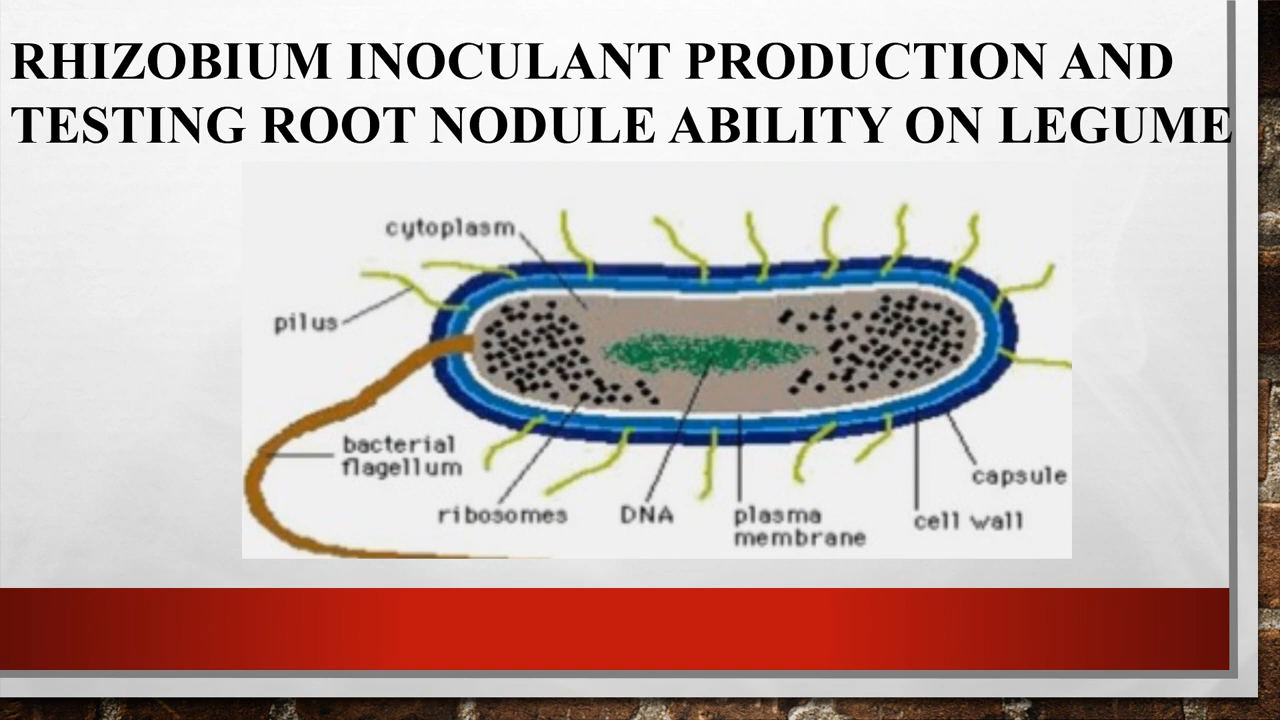 RHIZOBIUM INOCULANT PRODUCTION AND
TESTING ROOT NODULE ABILITY ON LEGUME
cytoplasm
pilus
bacterial
flagellum
ribosomes
DNA
plasma
membrane
cell wall
capsule